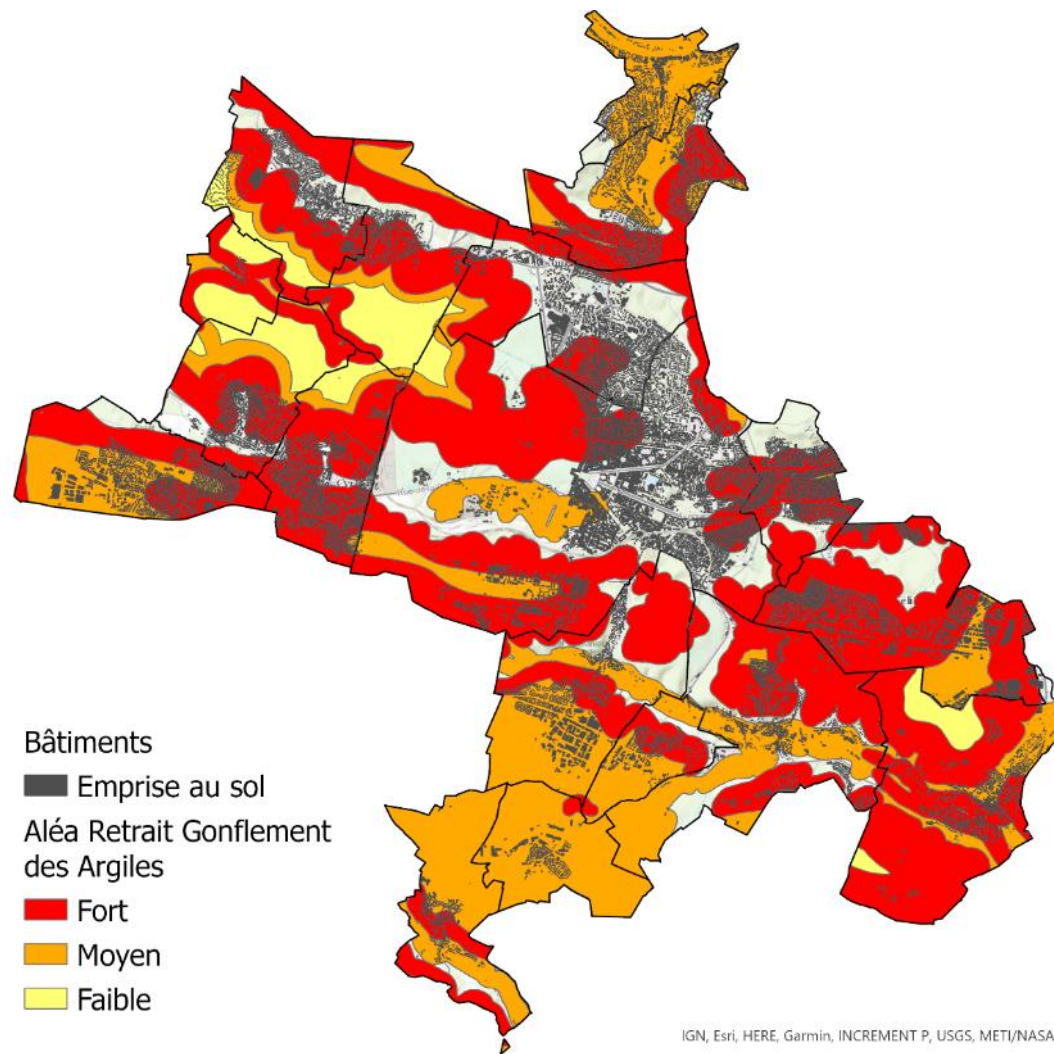 Bâtiments
Emprise au sol
Aléa Retrait Gonflement
des Argiles
Fort
Moyen
Faible
IGN, Esri, HERE, Garmin, INCREMENT P, USGS, METI/NASA